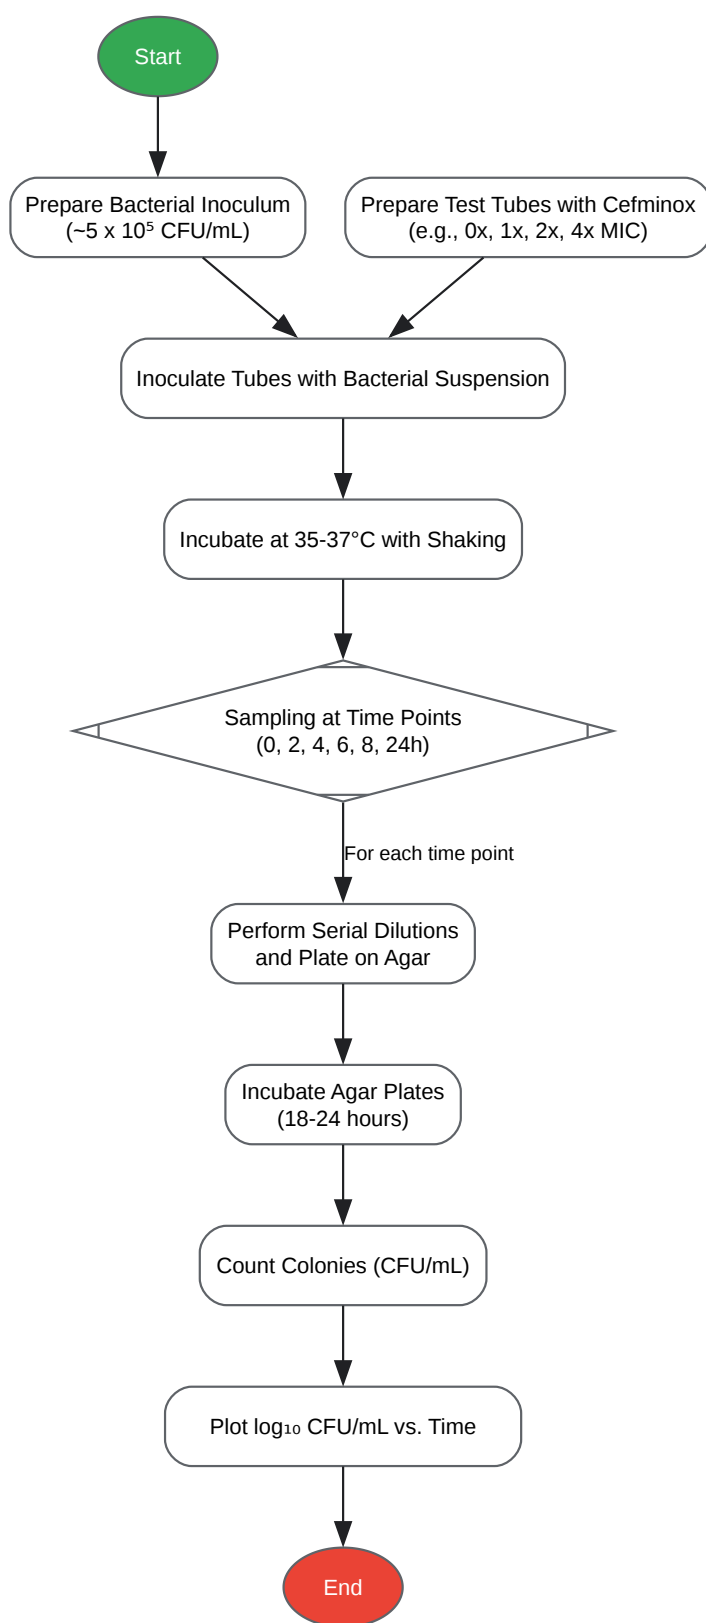 Start
Prepare Bacterial Inoculum
(~5 x 10⁵ CFU/mL)
Prepare Test Tubes with Cefminox
(e.g., 0x, 1x, 2x, 4x MIC)
Inoculate Tubes with Bacterial Suspension
Incubate at 35-37°C with Shaking
Sampling at Time Points
(0, 2, 4, 6, 8, 24h)
For each time point
Perform Serial Dilutions
and Plate on Agar
Incubate Agar Plates
(18-24 hours)
Count Colonies (CFU/mL)
Plot log₁₀ CFU/mL vs. Time
End